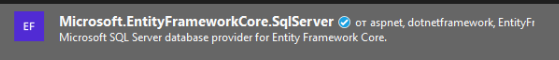 EF
Microsoft.EntityFrameworkCore.SqlServer от aspnet, dotnetframework, EntityFr
Microsoft SQL Server database provider for Entity Framework Core.